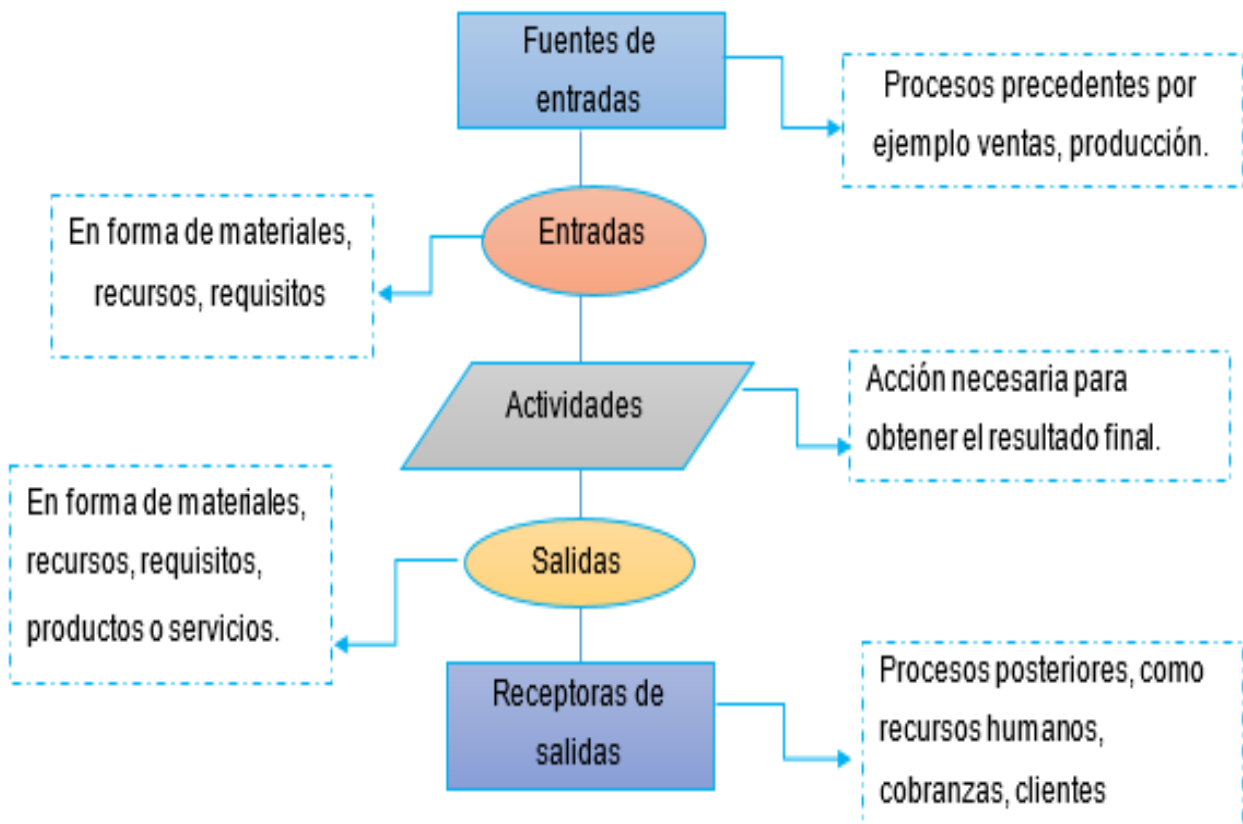 Fuentes de
entradas
Procesos precedentes por
ejemplo ventas, producción.
Entradas
En forma de materiales,
recursos, requisitos
Actividades
Acción necesaria para
obtener el resultado final.
Salidas
En forma de materiales,
recursos, requisitos,
productos o servicios.
Receptoras de
salidas
Procesos posteriores, como
recursos humanos,
cobranzas, clientes